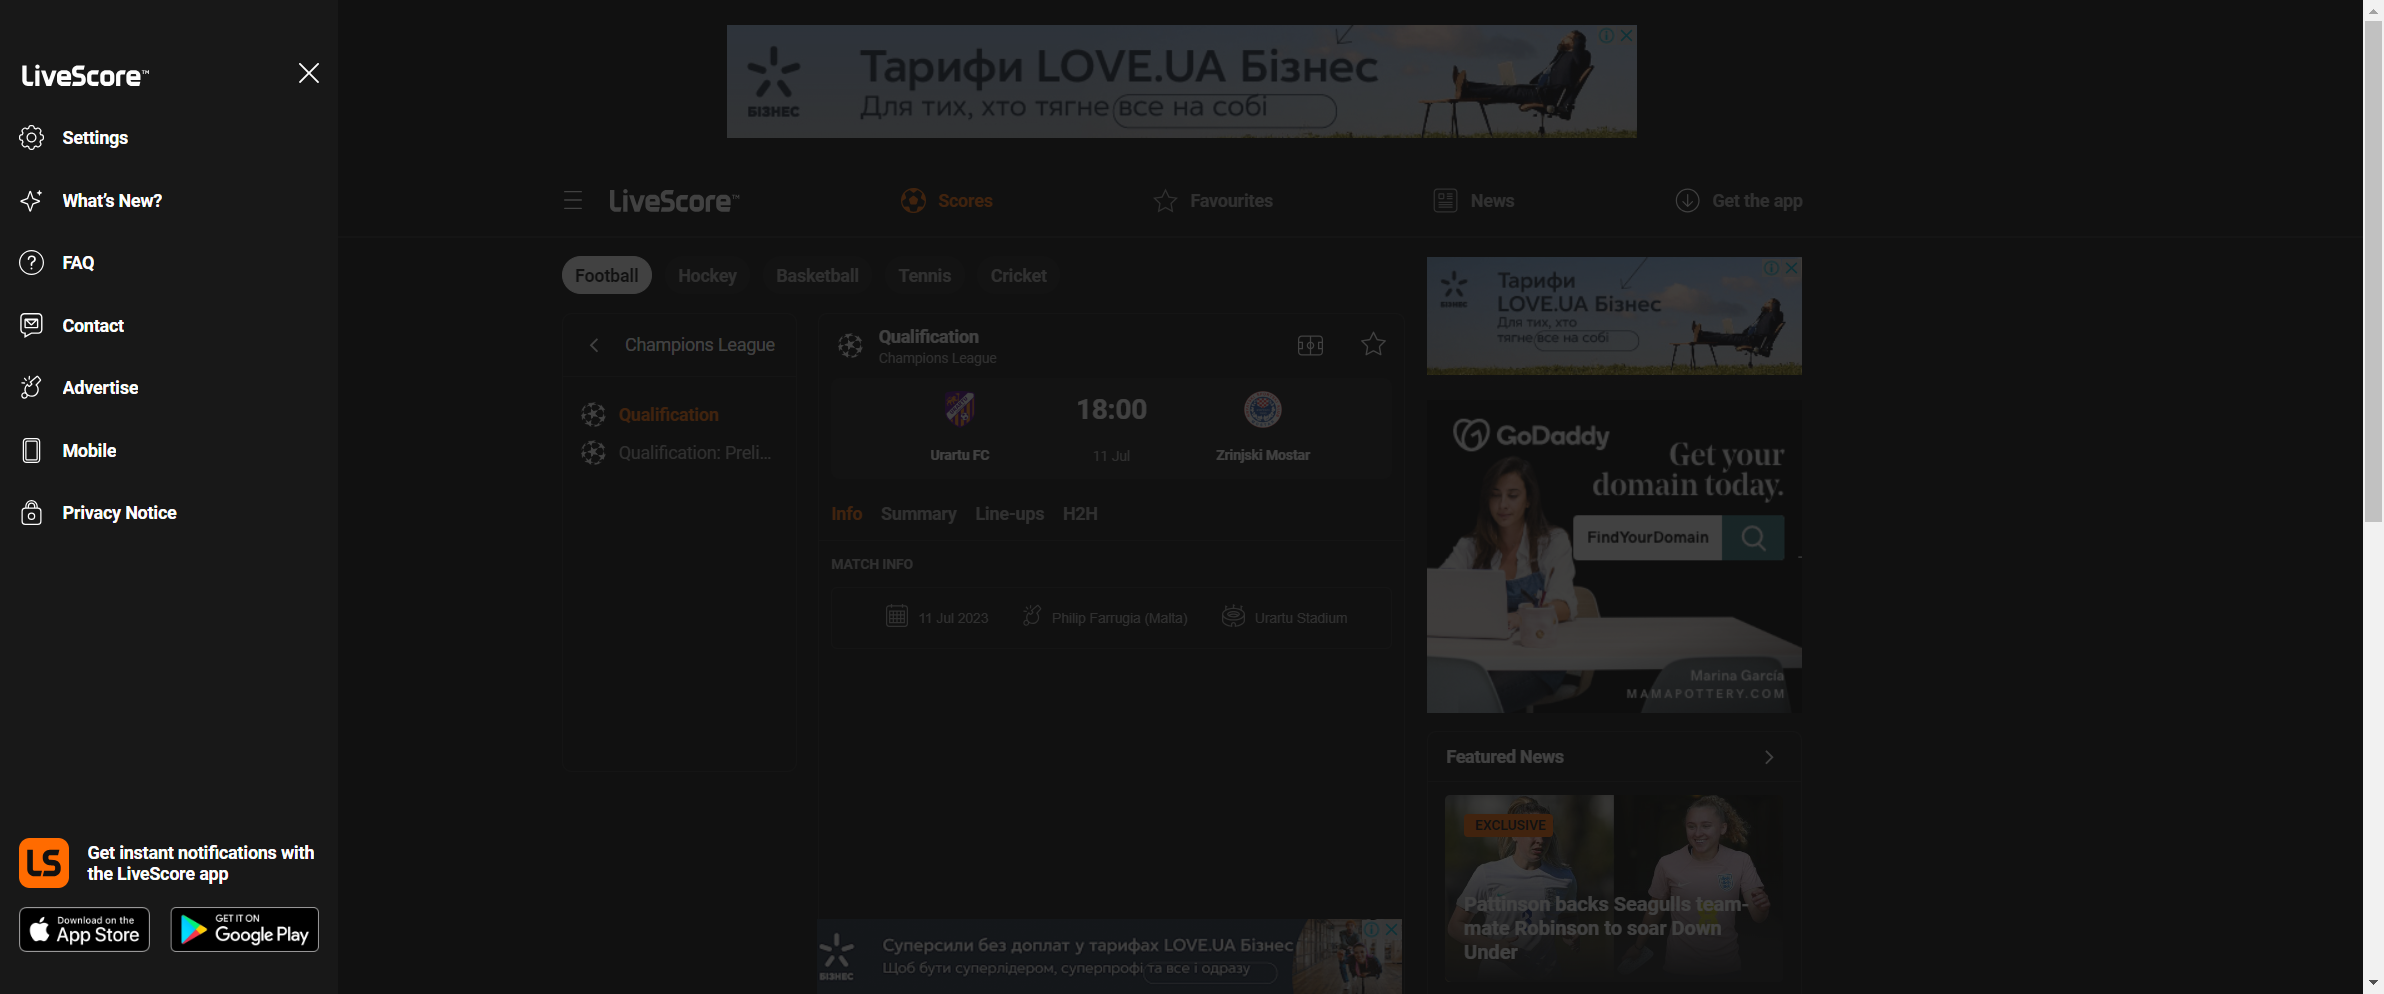 LiveScore™
Settings
What's New?
FAQ
Contact
Advertise
Mobile
Privacy Notice
Get instant notifications with
the LiveScore app
Download on the
App Store
GET IT ON
Google Play
БІЗНЕС
Тарифи LOVE.UA Бізнес
Для тих, хто тягне все на собі
LiveScore™
Scores
Favourites
News
Get the app
Football
Hockey
Basketball
Tennis
Cricket
Champions League
Qualification
Qualification: Preli...
Qualification
Champions League
18:00
Urartu FC
11 Jul
Zrinjski Mostar
Info
Summary
Line-ups
H2H
MATCH INFO
11 Jul 2023
Philip Farrugia (Malta)
Urartu Stadium
БІЗНЕС
Суперсили без доплат у тарифах LOVE.UA Бізнес
Щоб бути суперлідером, суперпрофі та все і одразу
БІЗНЕС
Тарифи
LOVE.UA Бізнес
Для тих, хто
тягне все на собі
GoDaddy
Get your
domain today.
FindYourDomain
Marina García
MAMAPOTTERY.COM
Featured News
EXCLUSIVE
Pattinson backs Seagulls team-
mate Robinson to soar Down
Under